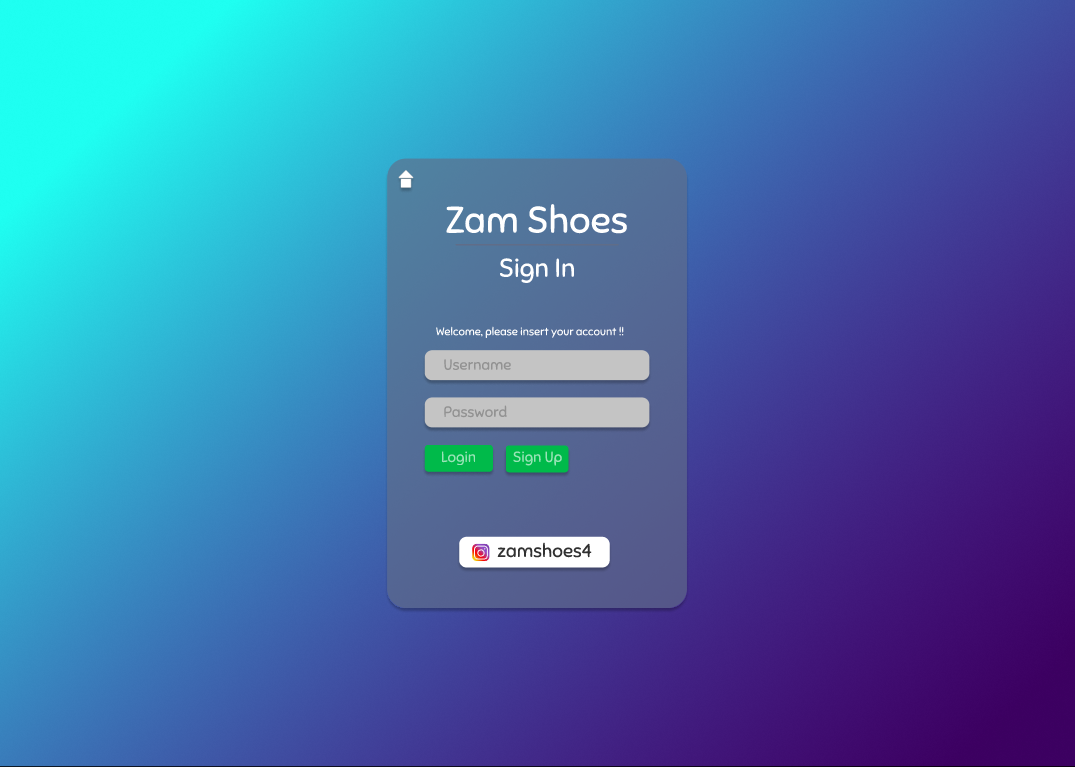 Zam Shoes
Sign In
Welcome, please insert your account !!
Username
Password
Login Sign Up
zamshoes4